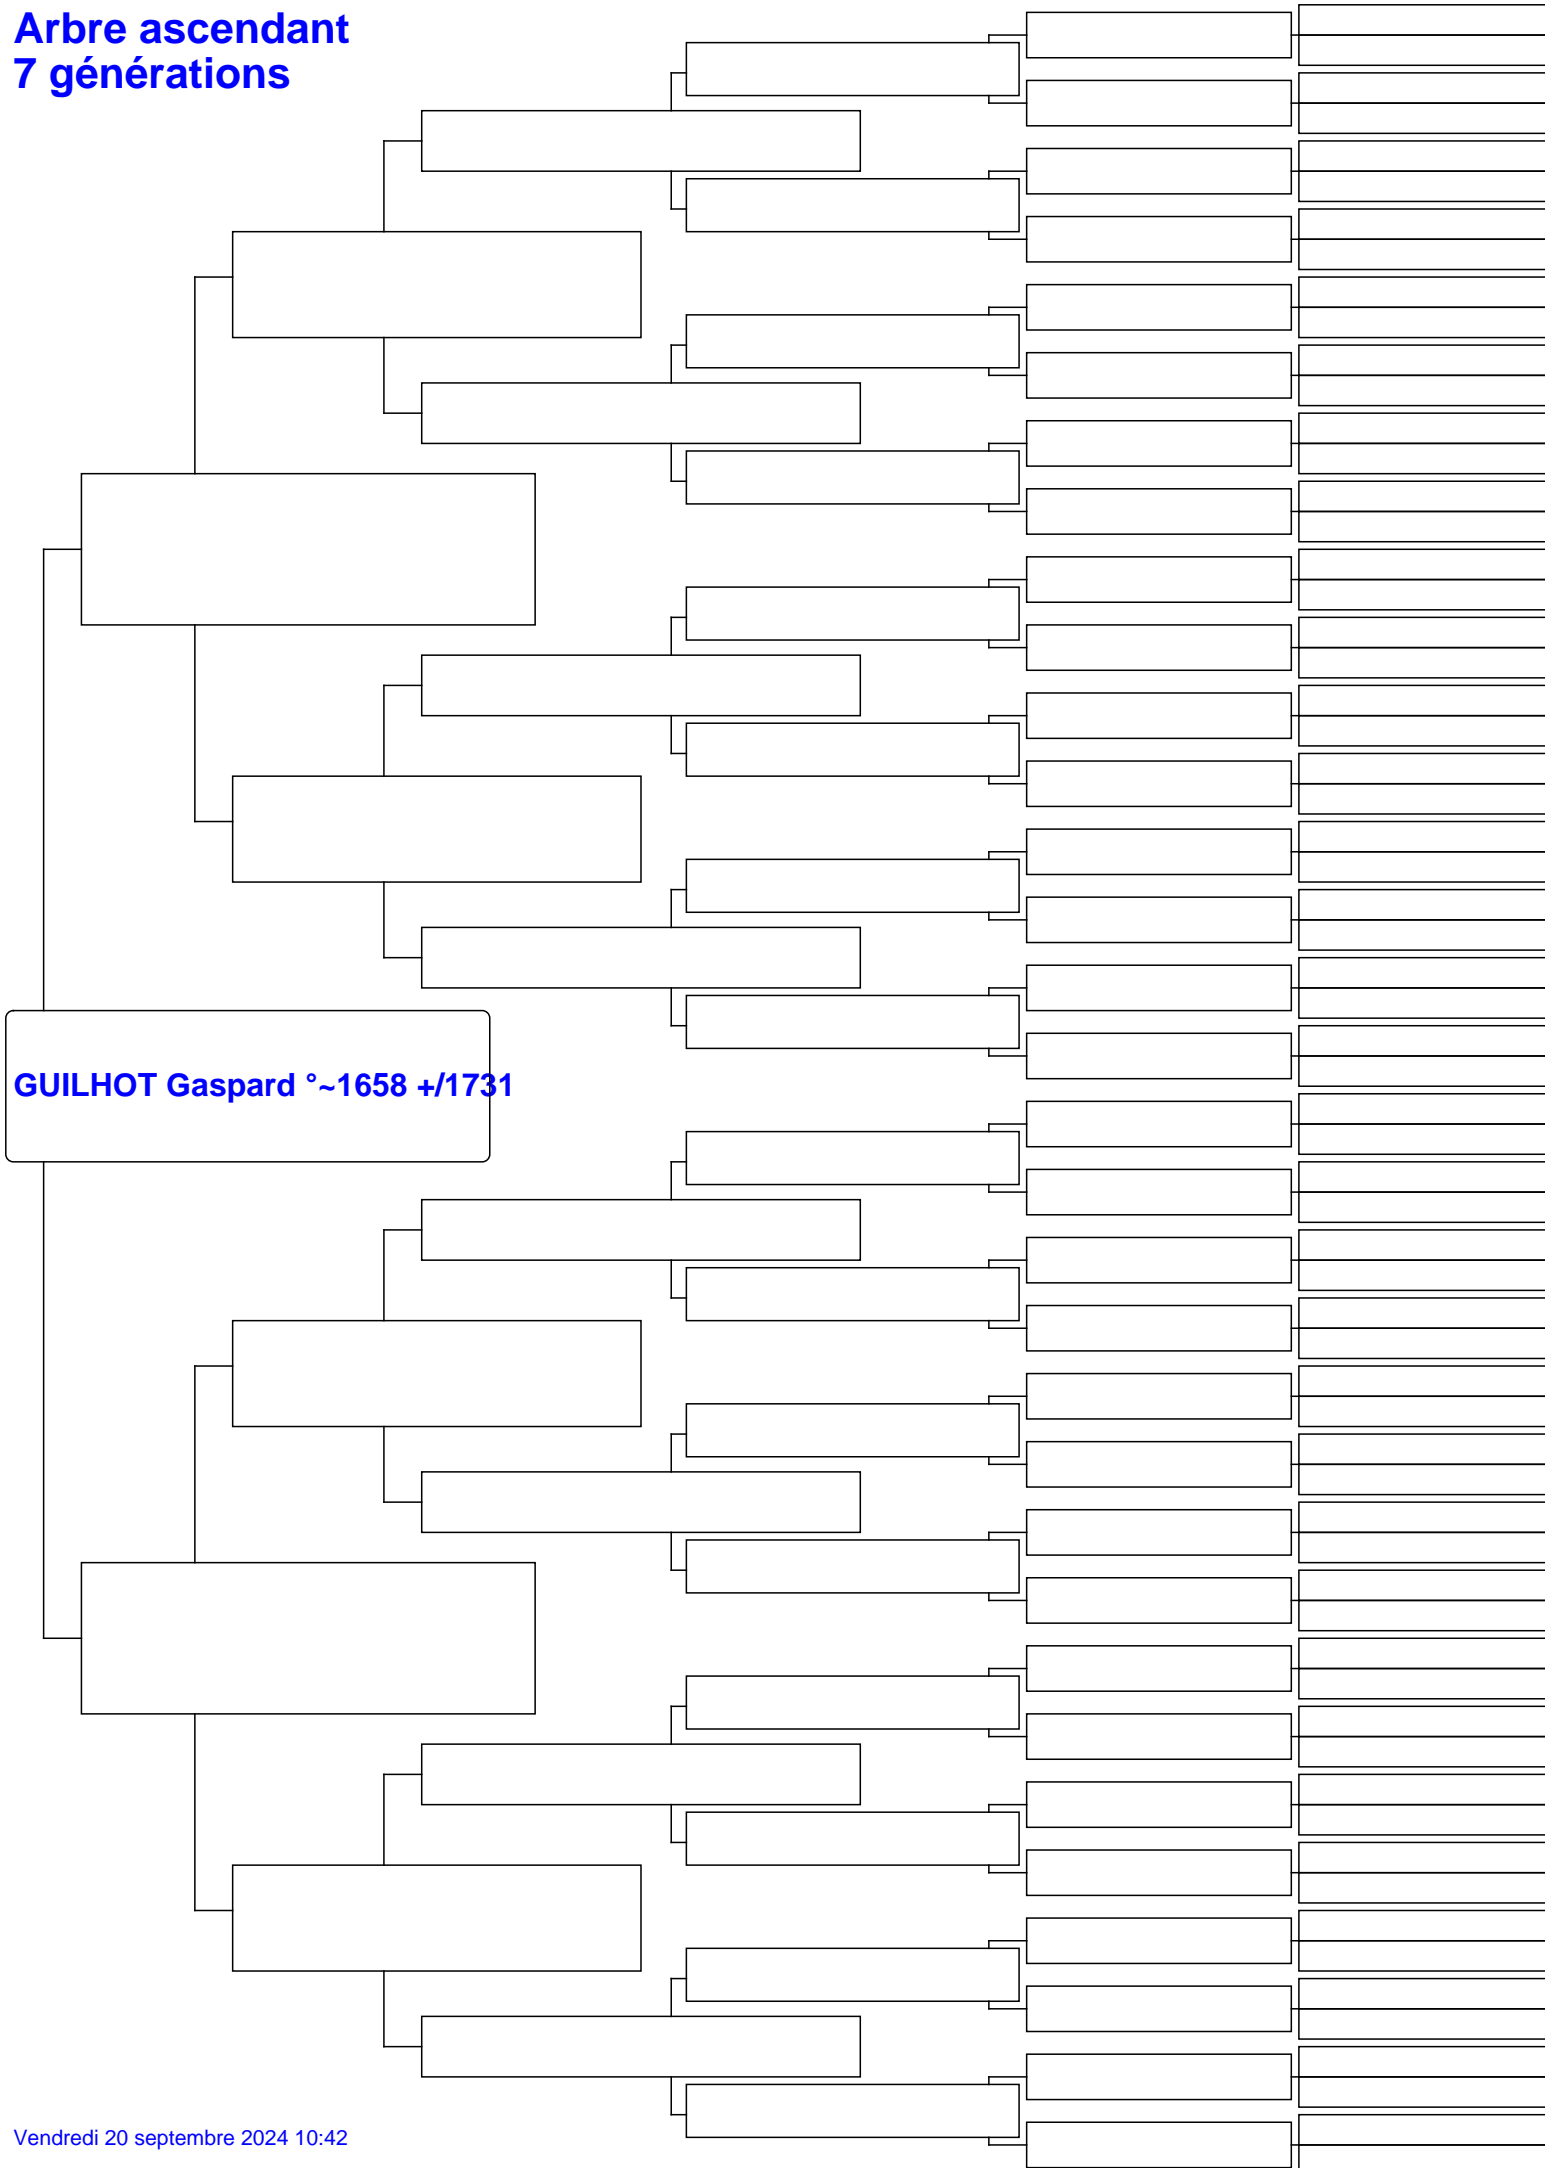 Arbre ascendant
7 générations
GUILHOT Gaspard °~1658 +/1731
Vendredi 20 septembre 2024 10:42